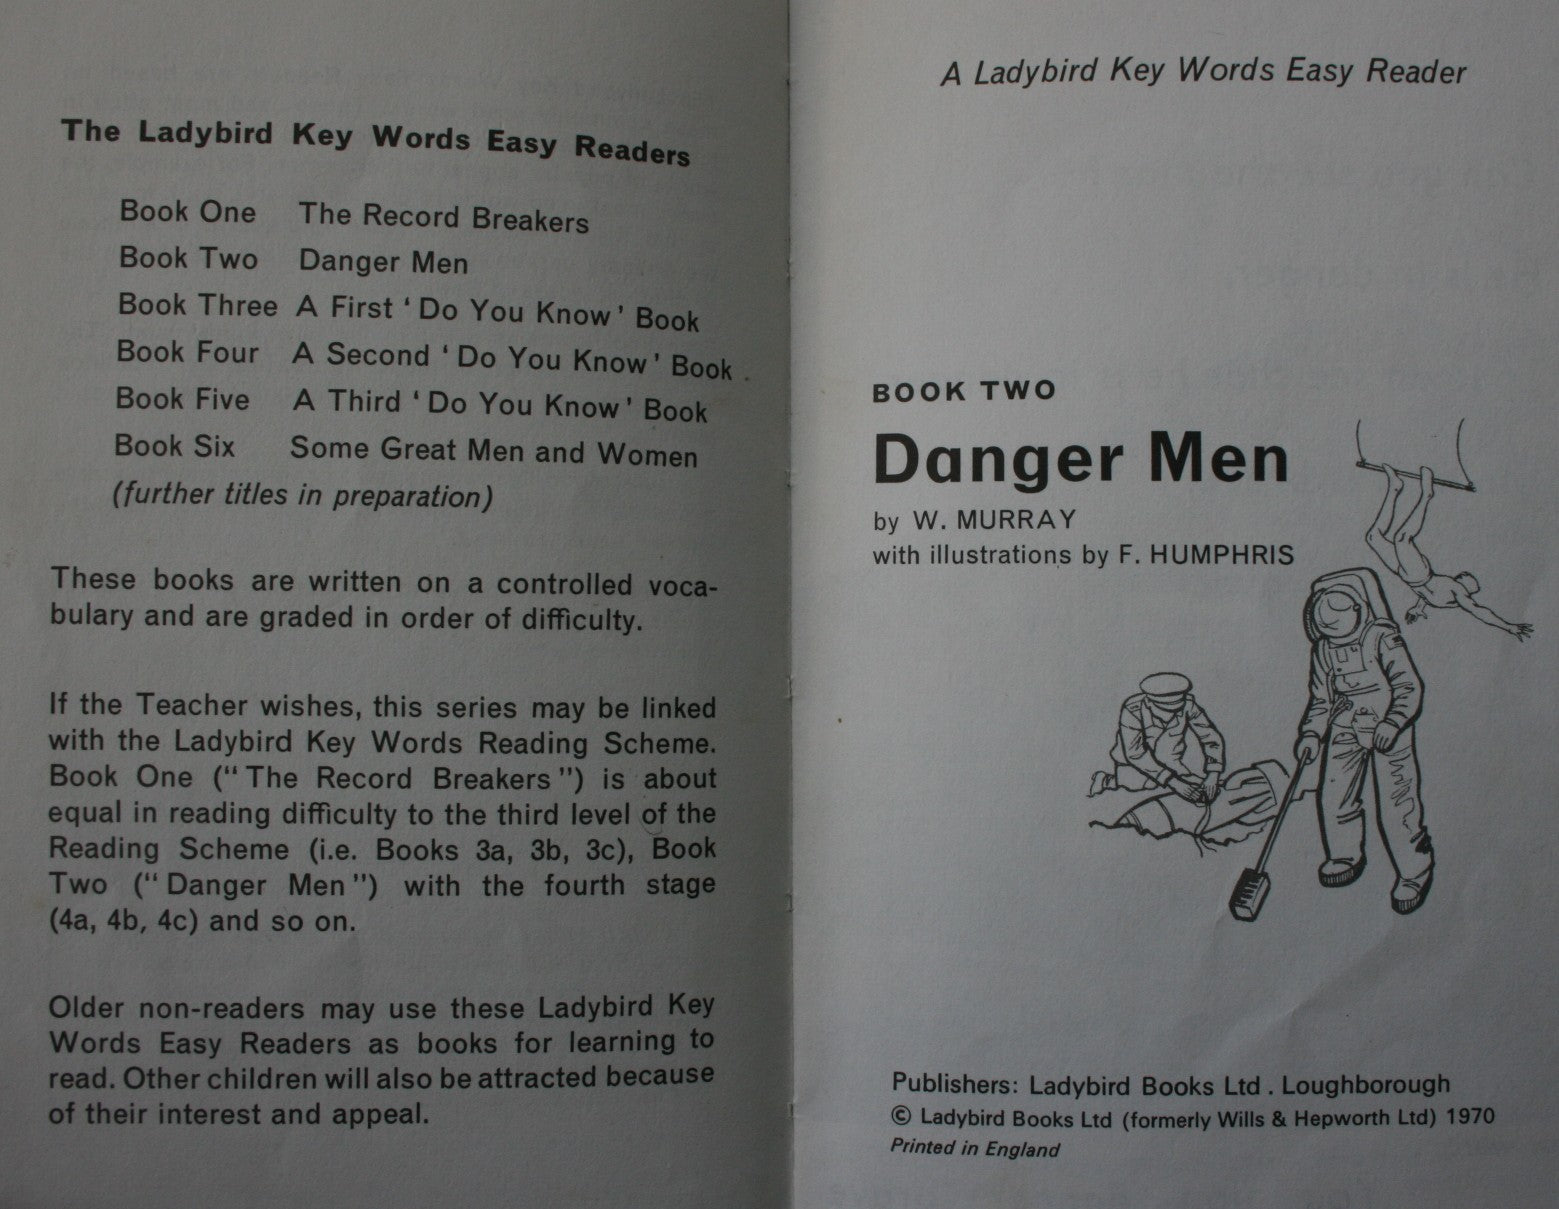 The Ladybird Key Words Easy Readers
Book One The Record Breakers
Book Two Danger Men
Book Three A First ‘Do You Know’ Book
Book Four A Second ‘Do You Know’ Book
Book Five A Third ‘Do You Know’ Book
Book Six Some Great Men and Women
(further titles in preparation)
These books are written on a controlled voca-
bulary and are graded in order of difficulty.
If the Teacher wishes, this series may be linked
with the Ladybird Key Words Reading Scheme.
Book One (“The Record Breakers”) is about
equal in reading difficulty to the third level of the
Reading Scheme (i.e. Books 3a, 3b, 3c), Book
Two (“Danger Men”) with the fourth stage
(4a, 4b, 4c) and so on.
Older non-readers may use these Ladybird Key
Words Easy Readers as books for learning to
read. Other children will also be attracted because
of their interest and appeal.
A Ladybird Key Words Easy Reader
BOOK TWO
Danger Men
by W. MURRAY
with illustrations by F. HUMPHRIS
Publishers: Ladybird Books Ltd . Loughborough
© Ladybird Books Ltd (formerly Wills & Hepworth Ltd) 1970
Printed in England